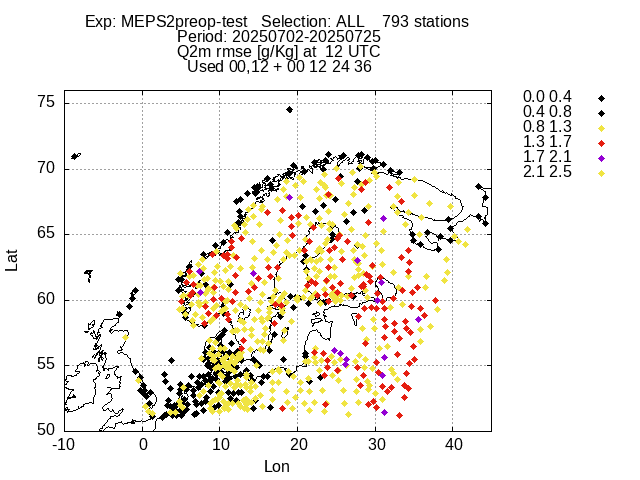 Exp: MEPS2preop-test   Selection: ALL    793 stations
Period: 20250702-20250725
Q2m rmse [g/Kg] at  12 UTC
Used 00,12 + 00 12 24 36
0.0 0.4
0.4 0.8
0.8 1.3
1.3 1.7
1.7 2.1
2.1 2.5
75
70
65
60
55
50
Lat
-10 0 10 20 30 40
Lon